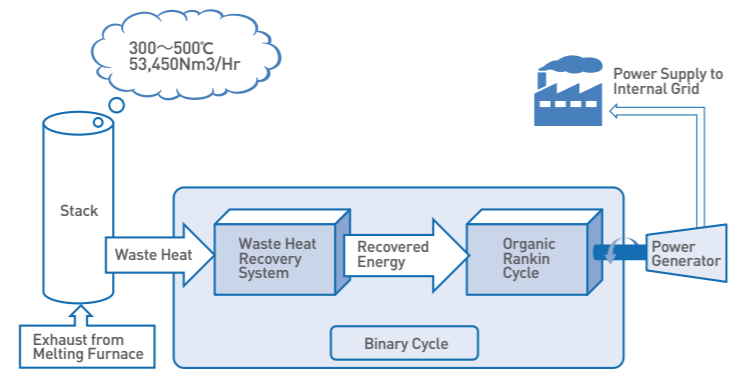 300～500℃
53,450Nm3/Hr
Power Supply to
Internal Grid
Stack
Waste Heat
Waste Heat
Recovery
System
Recovered
Energy
Organic
Rankin
Cycle
Power
Generator
Exhaust from
Melting Furnace
Binary Cycle